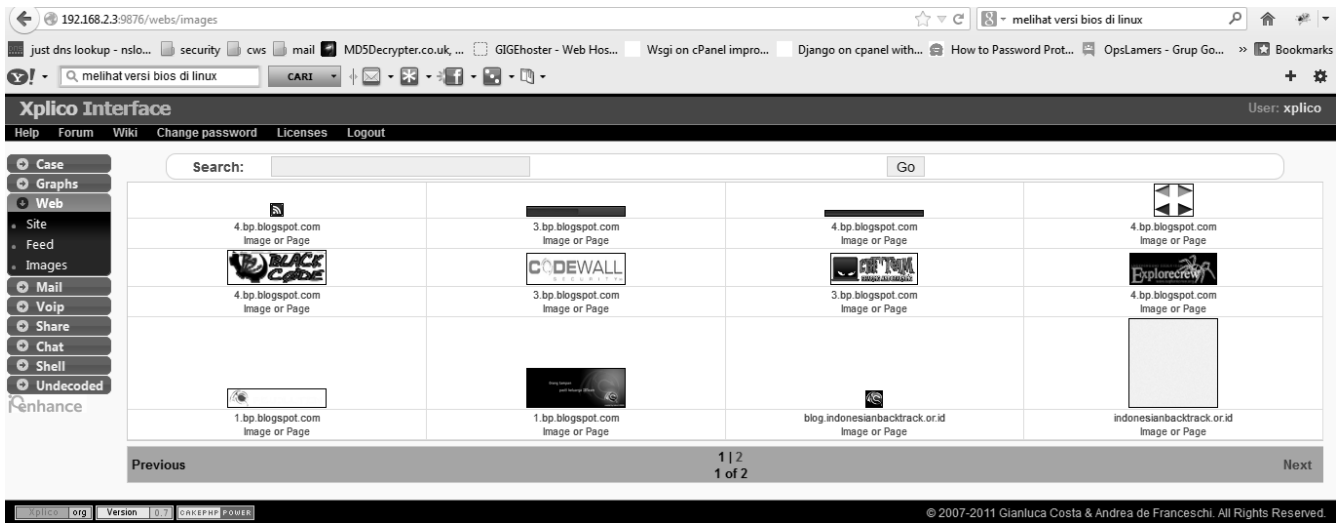 192.168.2.3:9876/webs/images
melihat versi bios di linux
just dns lookup - nslo... security cws mail MD5Decrypter.co.uk, ... GIGEhoster - Web Hos... Wsgi on cPanel impro... Django on cpanel with... How to Password Prot... OpsLamers - Grup Go... » Bookmarks
Y! melihat versi bios di linux CARI
Xplico Interface User: xplico
Help Forum Wiki Change password Licenses Logout
Case
Graphs
Web
Site
Feed
Images
Mail
Voip
Share
Chat
Shell
Undecoded
iQenhance
Search: Go
4.bp.blogspot.com 3.bp.blogspot.com 4.bp.blogspot.com 4.bp.blogspot.com
Image or Page Image or Page Image or Page Image or Page
BLACK CODE CODEWALL SECURITY Explorecrew
4.bp.blogspot.com 3.bp.blogspot.com 3.bp.blogspot.com 4.bp.blogspot.com
Image or Page Image or Page Image or Page Image or Page
1.bp.blogspot.com 1.bp.blogspot.com blog.indonesianbacktrack.or.id indonesianbacktrack.or.id
Image or Page Image or Page Image or Page Image or Page
Previous 1 | 2 Next
1 of 2
Xplico org Version 0.7 CAKEPHP POWER © 2007-2011 Gianluca Costa & Andrea de Franceschi. All Rights Reserved.